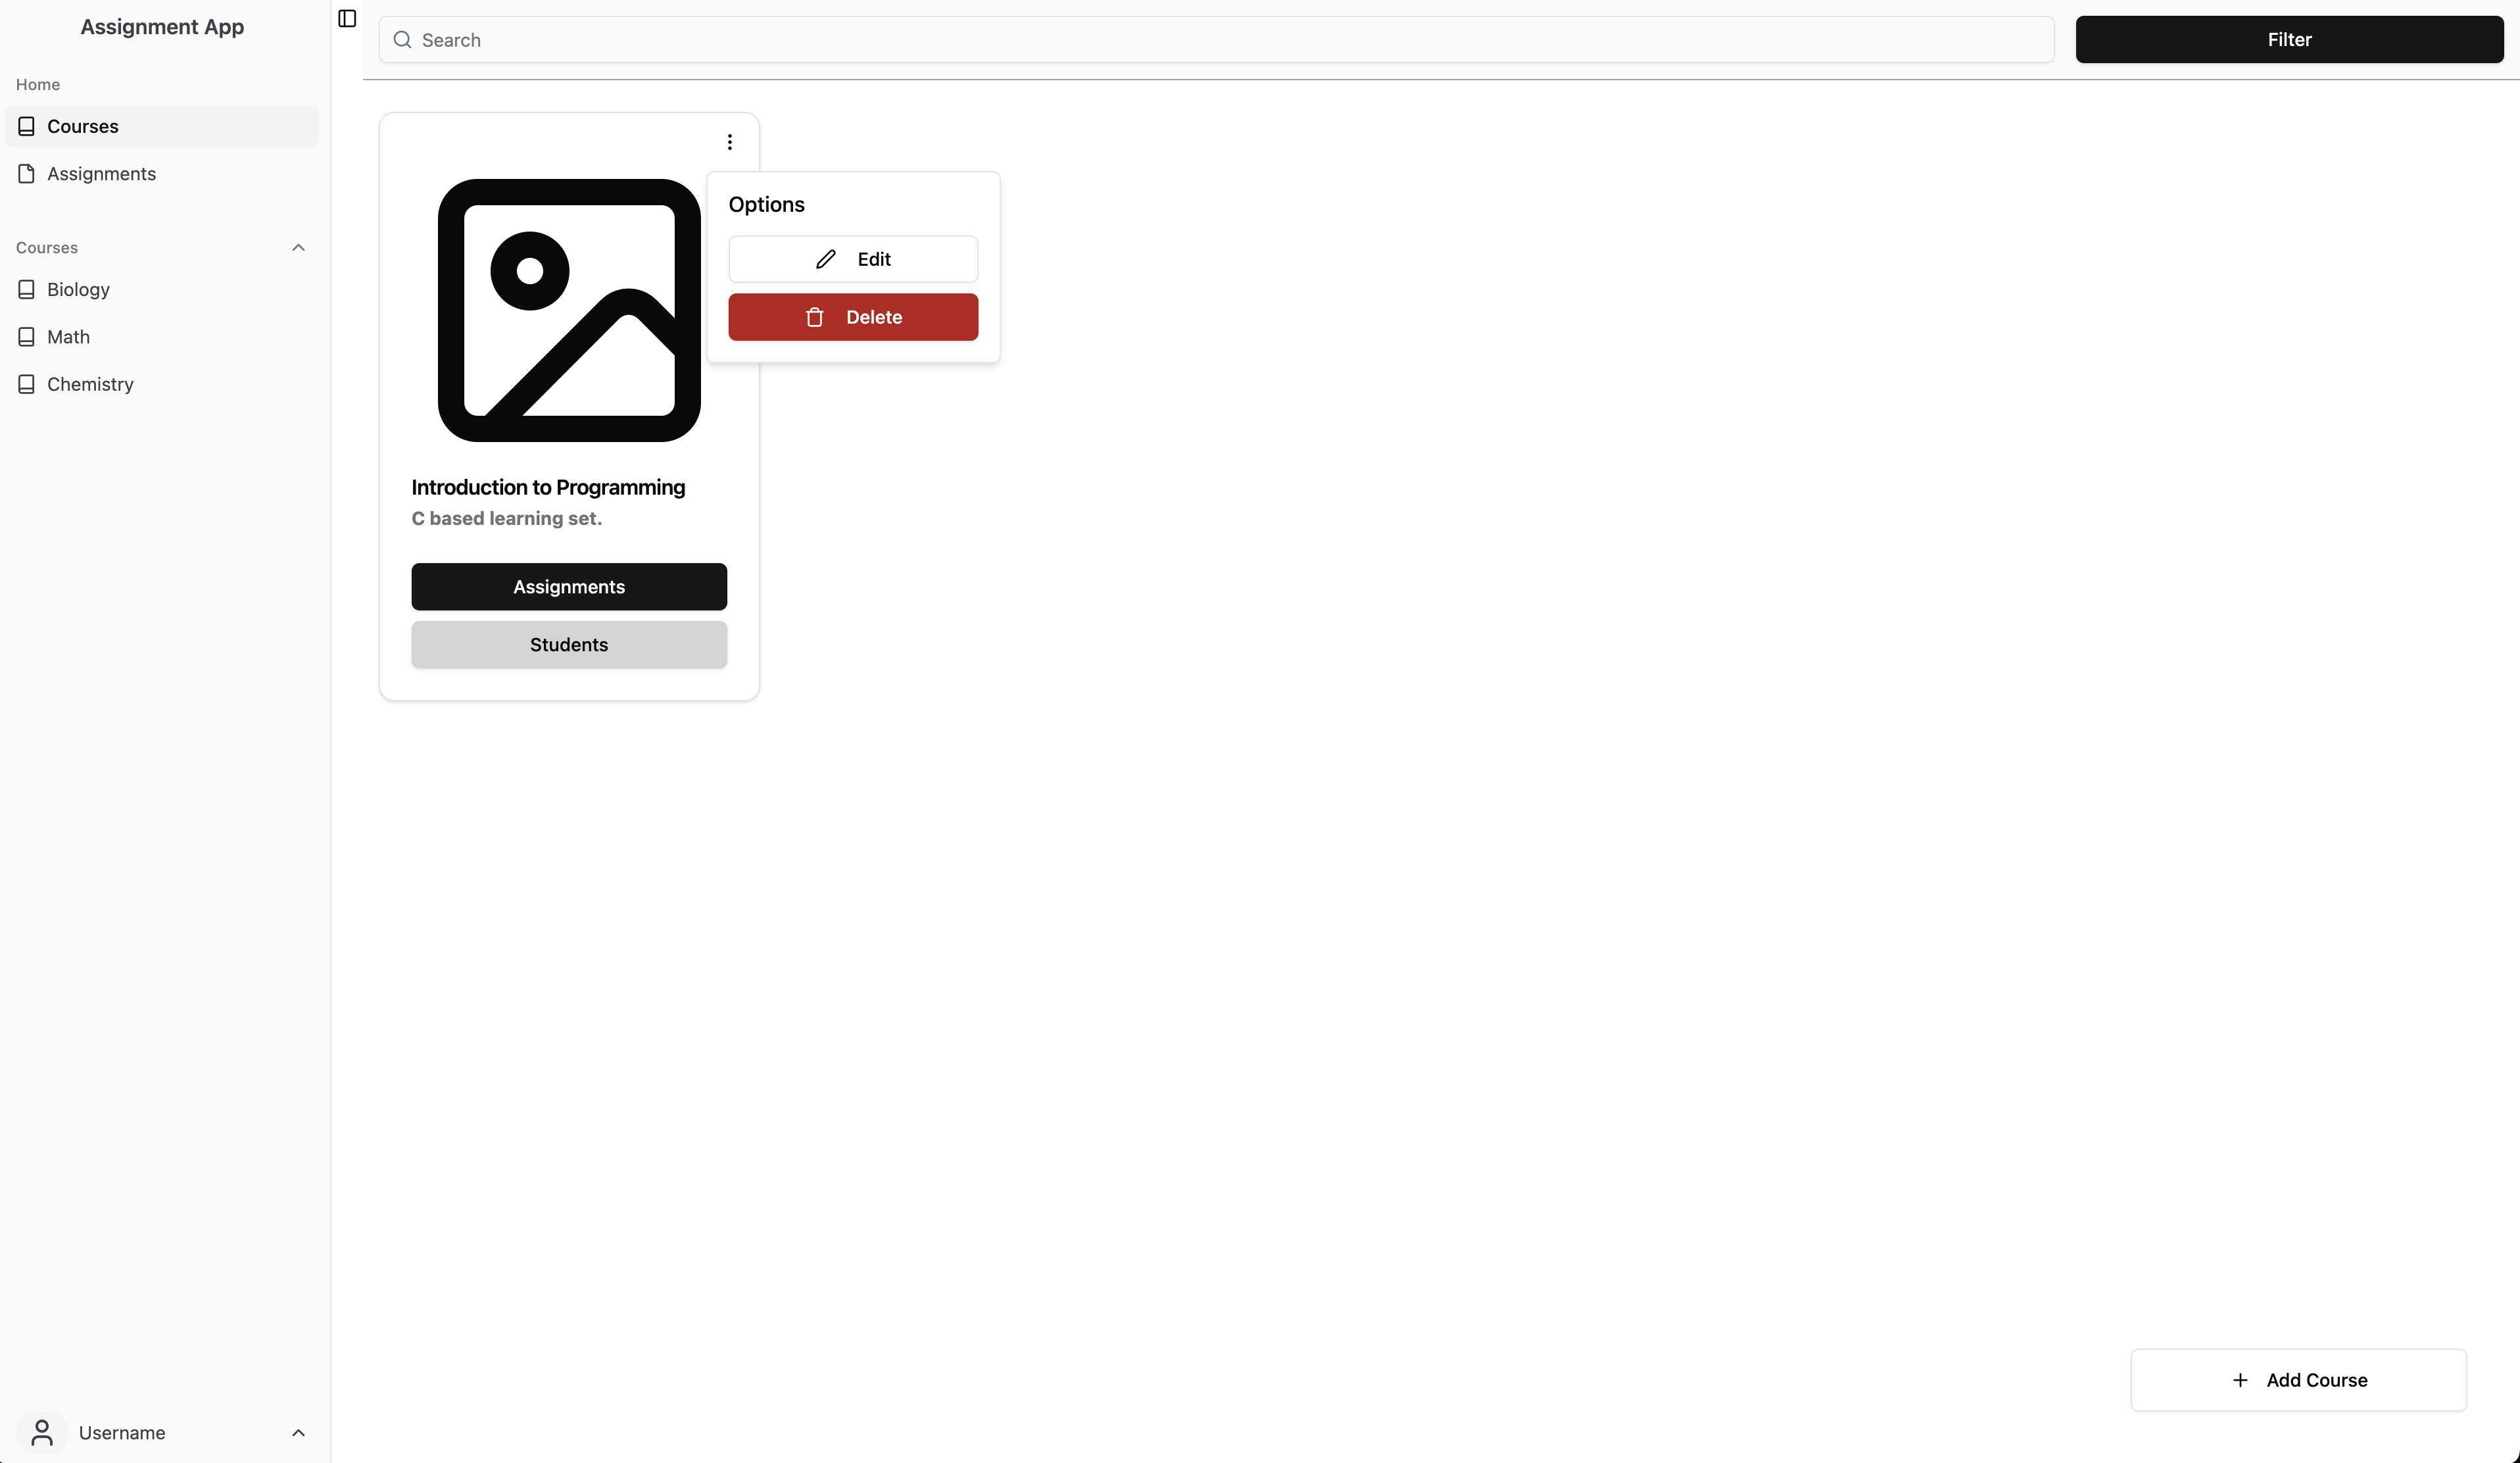 Assignment App
Home
Courses
Assignments
Courses
Biology
Math
Chemistry
Username
Search
Filter
Options
Edit
Delete
Introduction to Programming
C based learning set.
Assignments
Students
Add Course